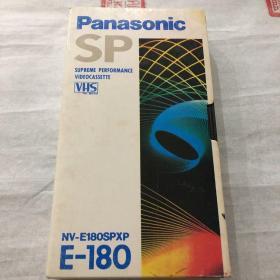 Panasonic
SP
SUPREME PERFORMANCE
VIDEOCASSETTE
VHS
NV-E180SPXP
E-180